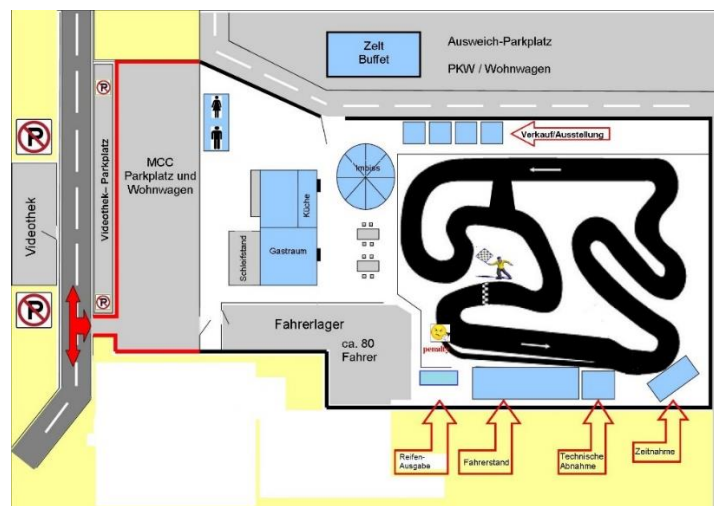 Zelt
Buffet
Ausweich-Parkplatz
PKW / Wohnwagen
Verkauf/Ausstellung
P
Videothek
P
Videothek– Parkplatz
P
P
MCC
Parkplatz und
Wohnwagen
Imbiss
Küche
Gastraum
Schleifstand
Fahrerlager
ca. 80
Fahrer
penalty
Reifen-
Ausgabe
Fahrerstand
Technische
Abnahme
Zeitnahme